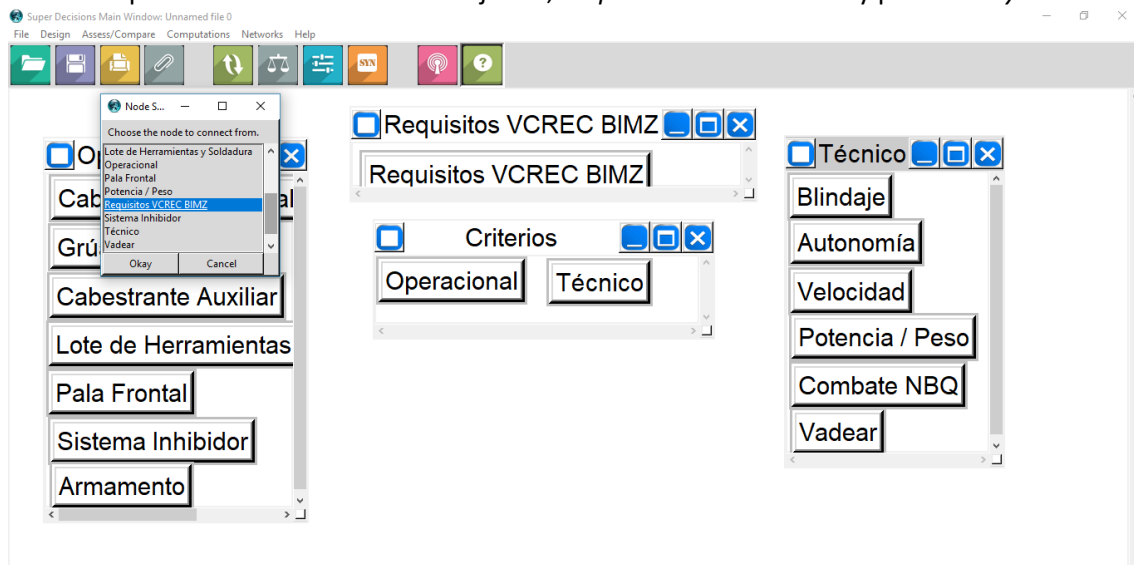 Super Decisions Main Window: Unnamed file 0
File Design Assess/Compare Computations Networks Help
SYN
?
Node S...
Choose the node to connect from.
Lote de Herramientas y Soldadura
Operacional
Pala Frontal
Potencia / Peso
Requisitos VCREC BIMZ
Sistema Inhibidor
Técnico
Vadear
Okay Cancel
Cabestrante Auxiliar
Lote de Herramientas
Pala Frontal
Sistema Inhibidor
Armamento
Requisitos VCREC BIMZ
Requisitos VCREC BIMZ
Criterios
Operacional Técnico
Técnico
Blindaje
Autonomía
Velocidad
Potencia / Peso
Combate NBQ
Vadear